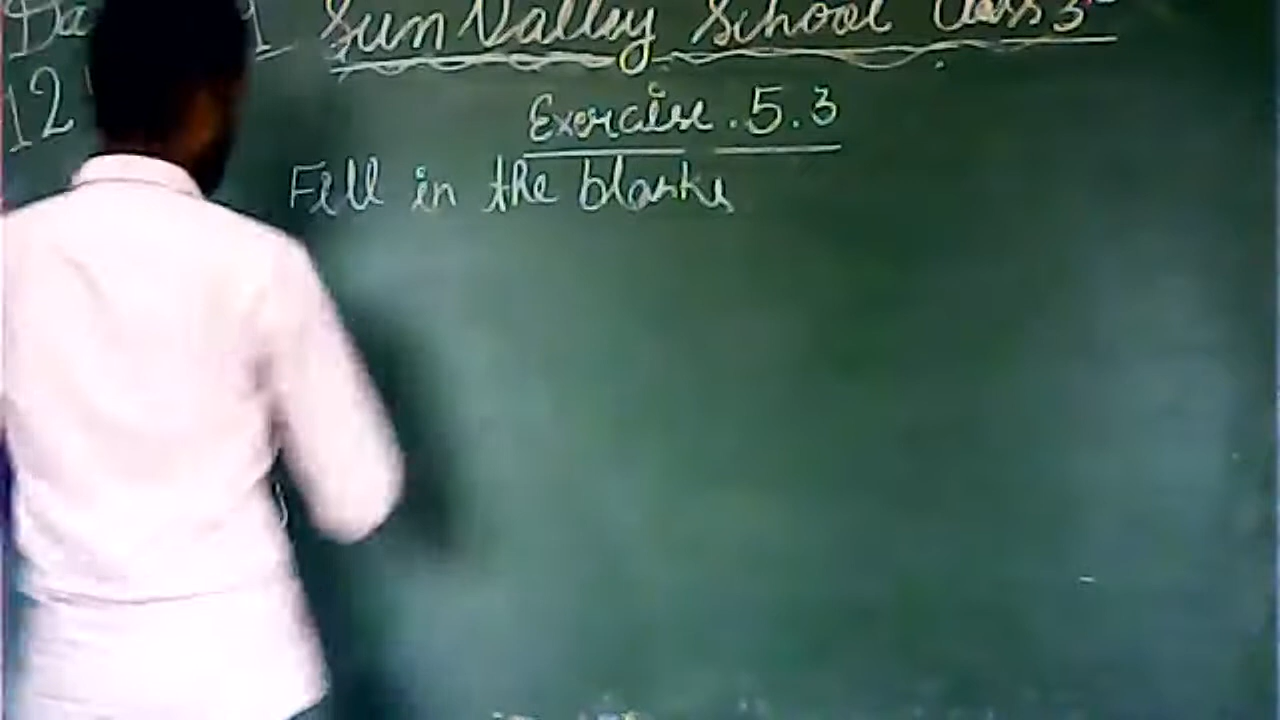 Sun Valley School Class 3
12
Exercise . 5.3
Fill in the blanks